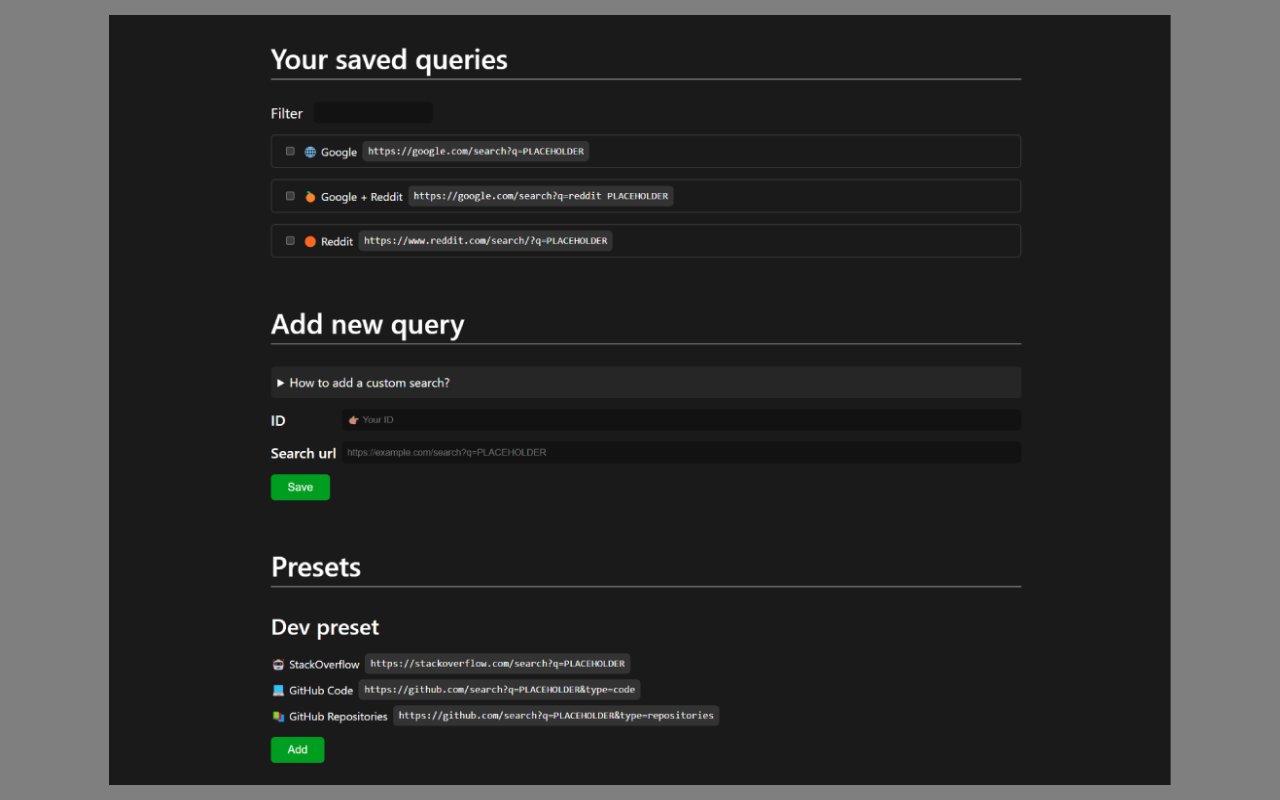 Your saved queries
Filter
🌐 Google https://google.com/search?q=PLACEHOLDER
🍊 Google + Reddit https://google.com/search?q=reddit PLACEHOLDER
🟠 Reddit https://www.reddit.com/search/?q=PLACEHOLDER
Add new query
▶ How to add a custom search?
ID 👉 Your ID
Search url https://example.com/search?q=PLACEHOLDER
Save
Presets
Dev preset
StackOverflow https://stackoverflow.com/search?q=PLACEHOLDER
GitHub Code https://github.com/search?q=PLACEHOLDER&type=code
GitHub Repositories https://github.com/search?q=PLACEHOLDER&type=repositories
Add